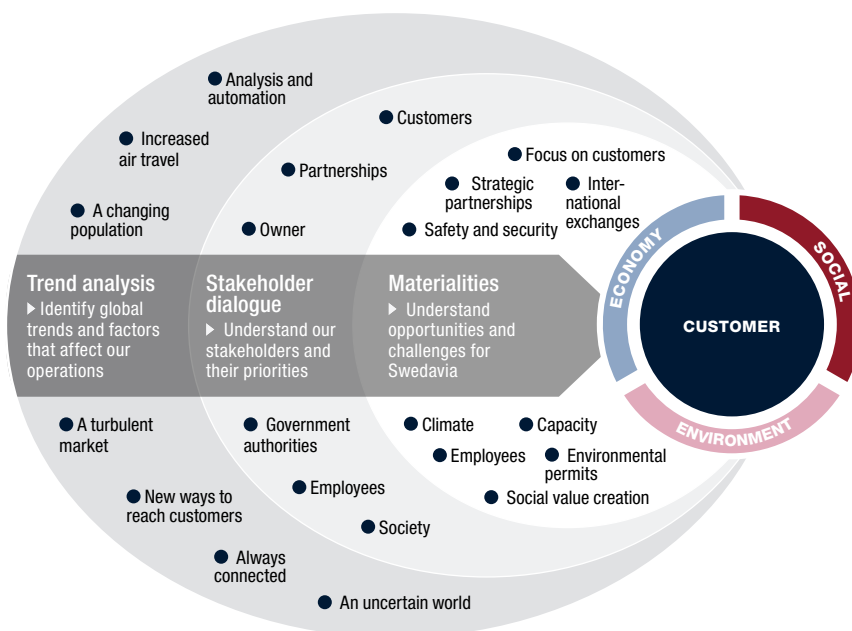 Analysis and
automation
Increased
air travel
A changing
population
Customers
Partnerships
Owner
Focus on customers
Strategic
partnerships
Inter-
national
exchanges
Safety and security
Trend analysis
▶ Identify global
trends and factors
that affect our
operations
Stakeholder
dialogue
▶ Understand our
stakeholders and
their priorities
Materialities
▶ Understand
opportunities and
challenges for
Swedavia
ECONOMY
SOCIAL
CUSTOMER
ENVIRONMENT
A turbulent
market
New ways to
reach customers
Always
connected
An uncertain world
Government
authorities
Employees
Society
Climate
Capacity
Employees
Environmental
permits
Social value creation